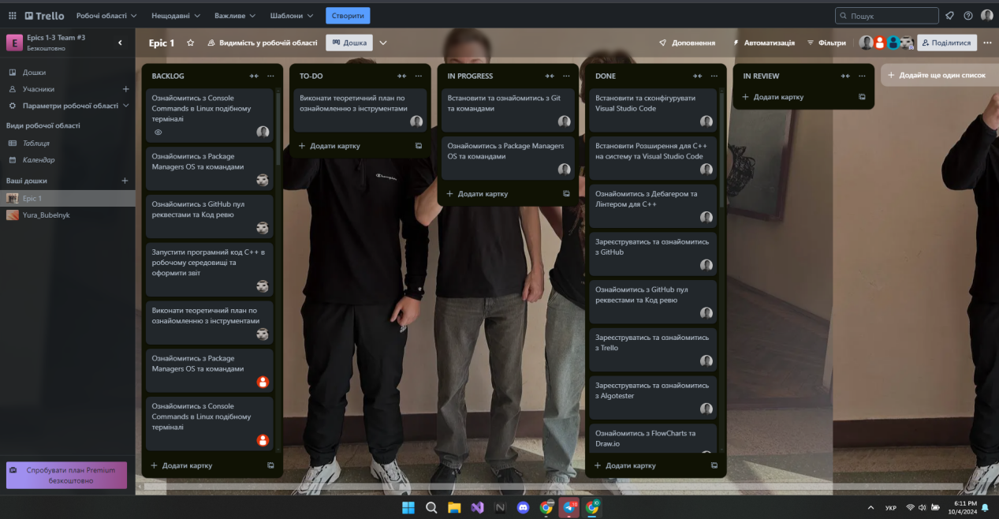 Trello
Робочі області
Нещодавні
Важливе
Шаблони
Створити
Пошук
E
Epics 1-3 Team #3
Безкоштовно
Epic 1
Видимість у робочій області
Дошка
Доповнення
Автоматизація
Фільтри
Поділитися
Дошки
Учасники
Параметри робочої області
Види робочої області
Таблиця
Календар
Ваші дошки
Epic 1
Yura_Bubelnyk
Спробувати план Premium
безкоштовно
BACKLOG
Ознайомитись з Console
Commands в Linux подібному
терміналі
Ознайомитись з Package
Managers OS та командами
Ознайомитись з GitHub пул
реквестами та Код ревю
Запустити програмний код C++ в
робочому середовищі та
оформити звіт
Виконати теоретичний план по
ознайомленню з інструментами
Ознайомитись з Package
Managers OS та командами
Ознайомитись з Console
Commands в Linux подібному
терміналі
Додати картку
TO-DO
Виконати теоретичний план по
ознайомленню з інструментами
Додати картку
IN PROGRESS
Встановити та ознайомитись з Git
та командами
Ознайомитись з Package Managers
OS та командами
Додати картку
DONE
Встановити та сконфігурувати
Visual Studio Code
Встановити Розширення для C++
на систему та Visual Studio Code
Ознайомитись з Дебагером та
Лінтером для C++
Зареєструватись та ознайомитись
з GitHub
Ознайомитись з GitHub пул
реквестами та Код ревю
Зареєструватись та ознайомитись
з Trello
Зареєструватись та ознайомитись
з Algotester
Ознайомитись з FlowCharts та
Draw.io
Додати картку
IN REVIEW
Додати картку
Додайте ще один список
Champion
УКР
6:11 PM
10/4/2024